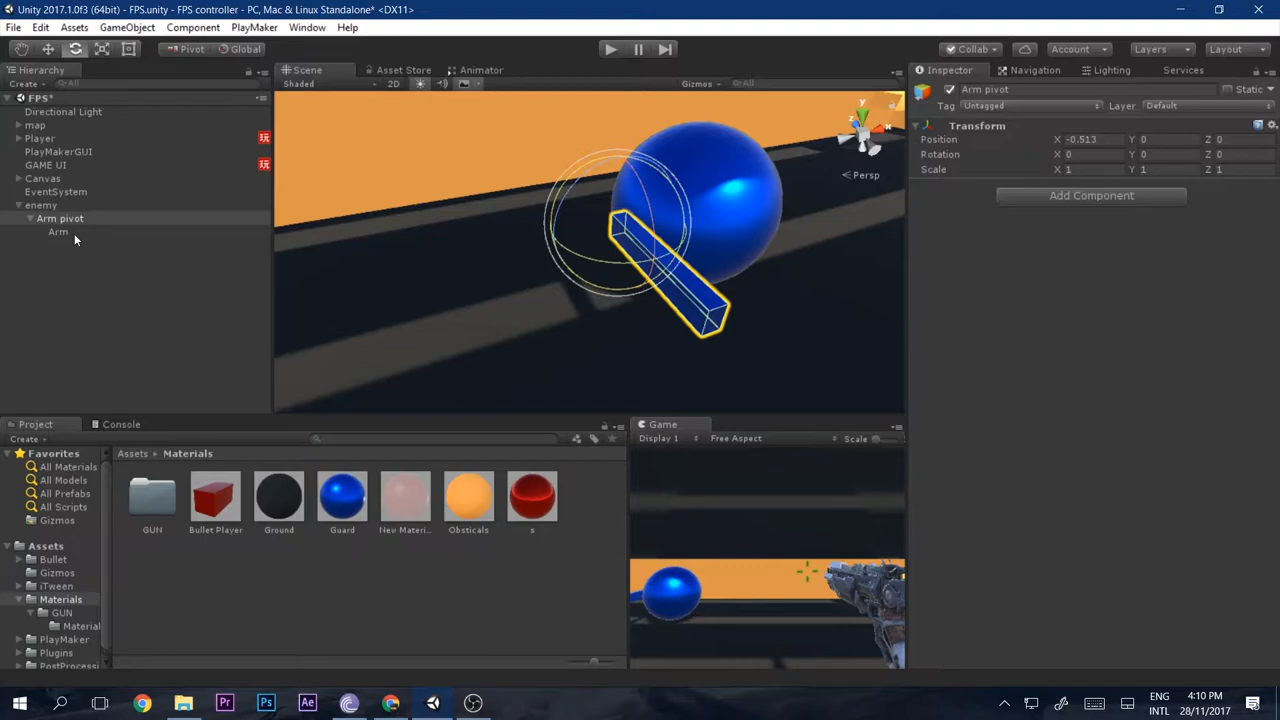 Unity 2017.1.0f3 (64bit) - FPS.unity - FPS controller - PC, Mac & Linux Standalone* <DX11>
File Edit Assets GameObject Component PlayMaker Window Help
Pivot Global Collab Account Layers Layout
Hierarchy
Create All
FPS*
Directional Light
map
Player
PlayMakerGUI
GAME UI
Canvas
EventSystem
enemy
Arm pivot
Arm
Scene Asset Store Animator
Shaded 2D Gizmos All
y
x
z
Persp
Inspector Navigation Lighting Services
Arm pivot Static
Tag Untagged Layer Default
Transform
Position X -0.513 Y 0 Z 0
Rotation X 0 Y 0 Z 0
Scale X 1 Y 1 Z 1
Add Component
Project Console
Create
Favorites
All Materials
All Models
All Prefabs
All Scripts
Gizmos
Assets
Bullet
Gizmos
iTween
Materials
GUN
Material
PlayMaker
Plugins
PostProcessi
Assets Materials
GUN Bullet Player Ground Guard New Materi... Obsticals s
Game
Display 1 Free Aspect Scale
ENG
INTL
4:10 PM
28/11/2017
Pr Ps Ae